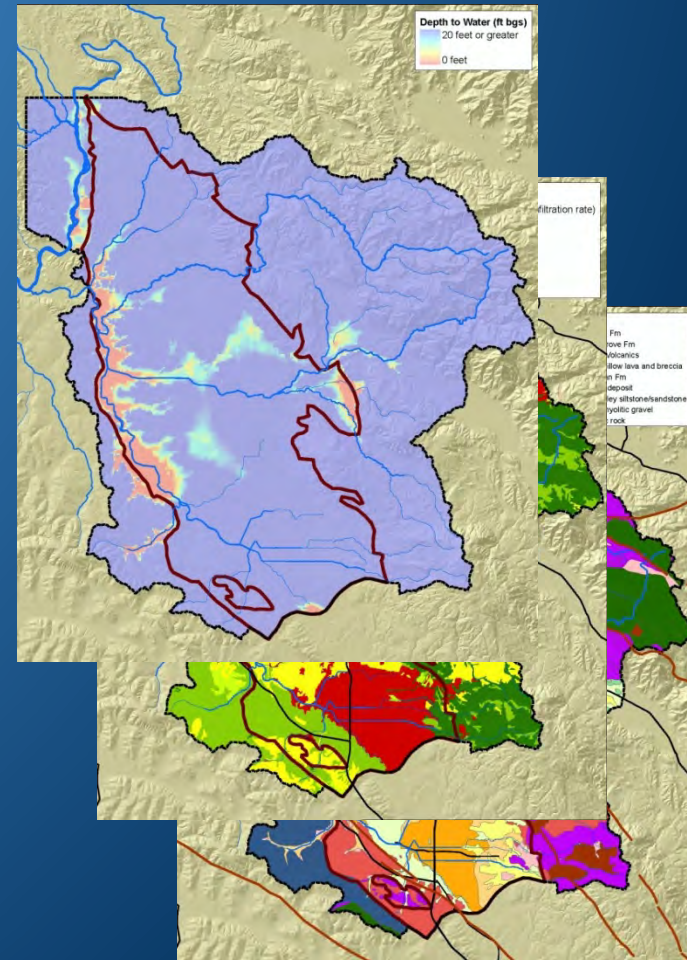 Depth to Water (ft bgs)
20 feet or greater
0 feet
filtration rate)
Fm
rove Fm
Volcanics
illow lava and breccia
n Fm
deposit
ley siltstone/sandstone
hyolitic gravel
rock